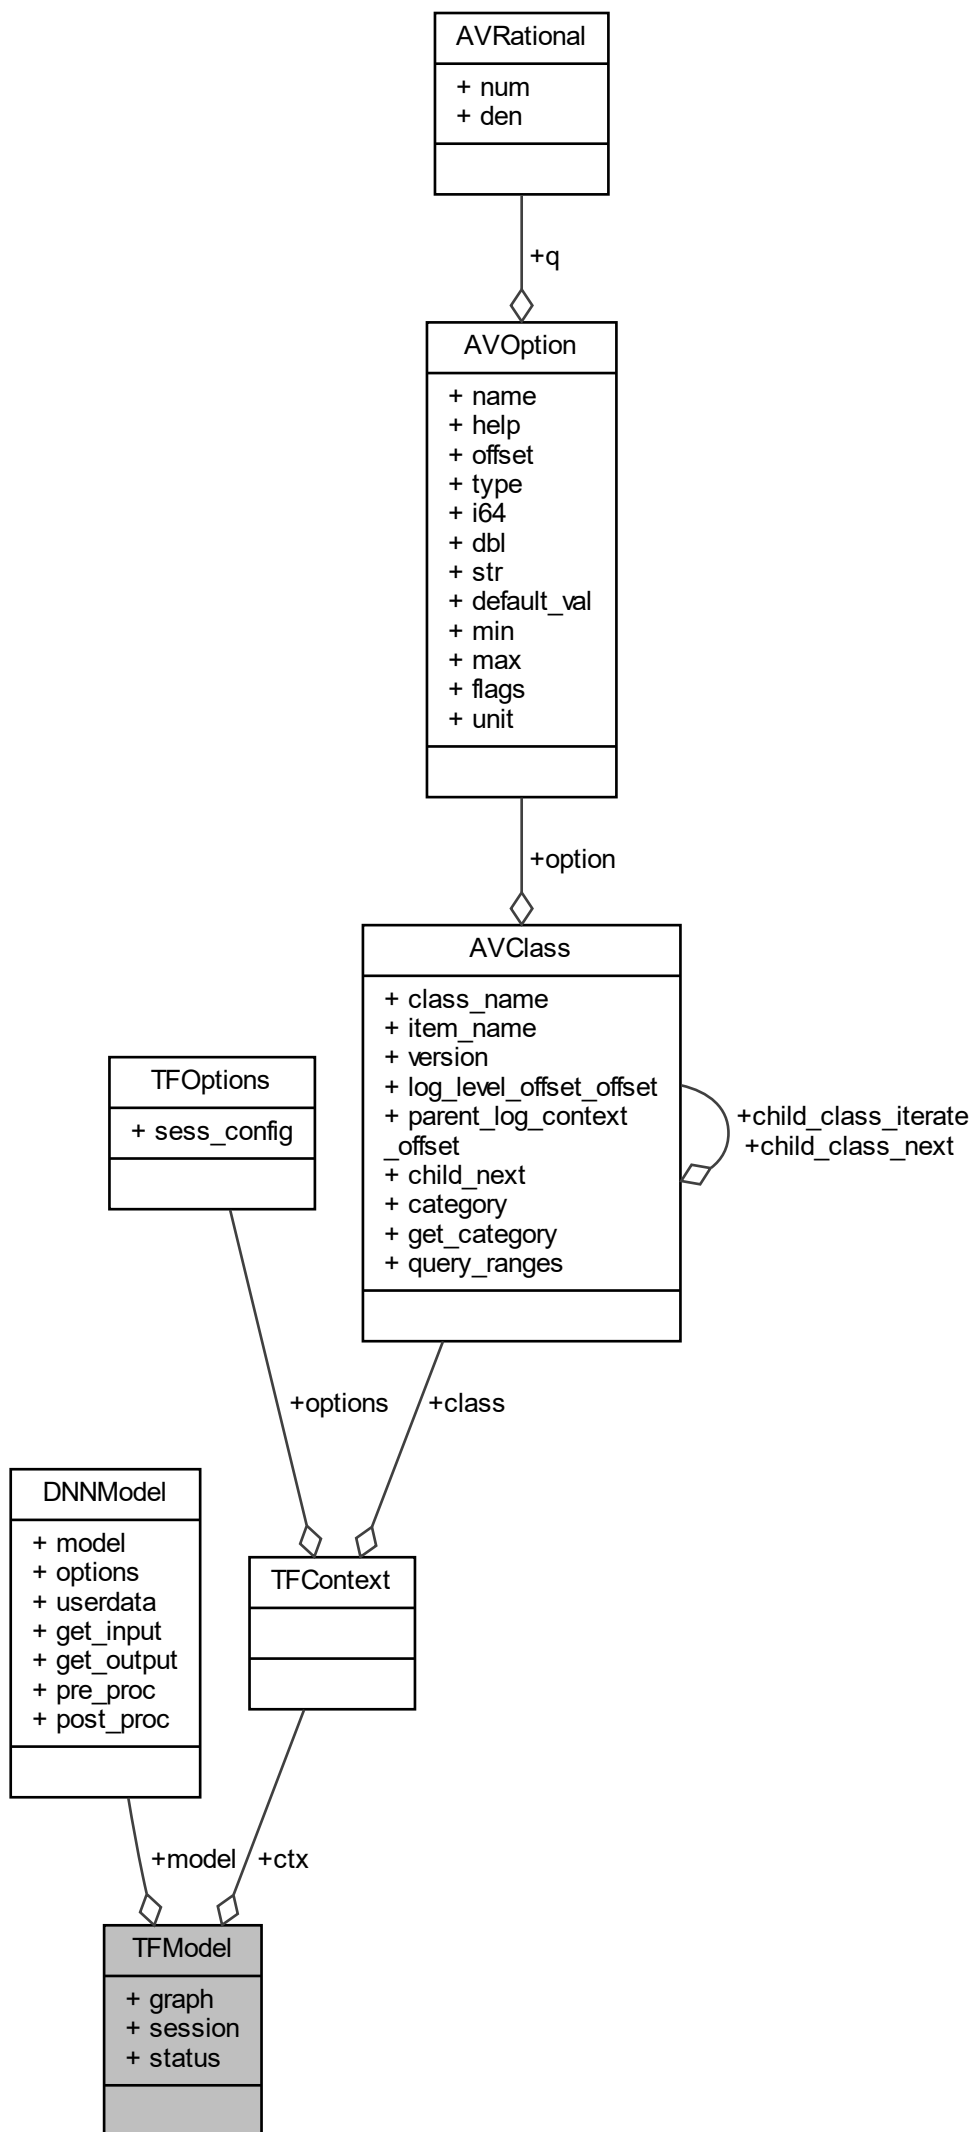 AVRational
+ num
+ den
+q
AVOption
+ name
+ help
+ offset
+ type
+ i64
+ dbl
+ str
+ default_val
+ min
+ max
+ flags
+ unit
+option
AVClass
+ class_name
+ item_name
+ version
+ log_level_offset_offset
+ parent_log_context
_offset
+ child_next
+ category
+ get_category
+ query_ranges
+child_class_iterate
+child_class_next
TFOptions
+ sess_config
+options
+class
DNNModel
+ model
+ options
+ userdata
+ get_input
+ get_output
+ pre_proc
+ post_proc
TFContext
+model
+ctx
TFModel
+ graph
+ session
+ status